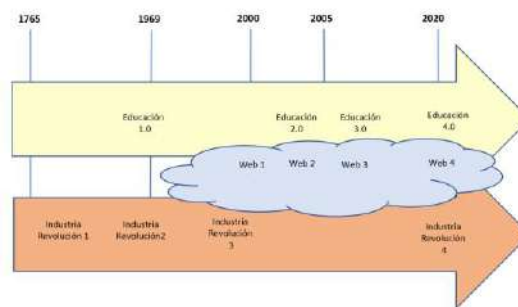 1765 1969 2000 2005 2020
Educación Educación Educación Educación
1.0 2.0 3.0 4.0
Web 1 Web 2 Web 3 Web 4
Industria Industria Industria Industria
Revolución 1 Revolución2 Revolución Revolución
3 4